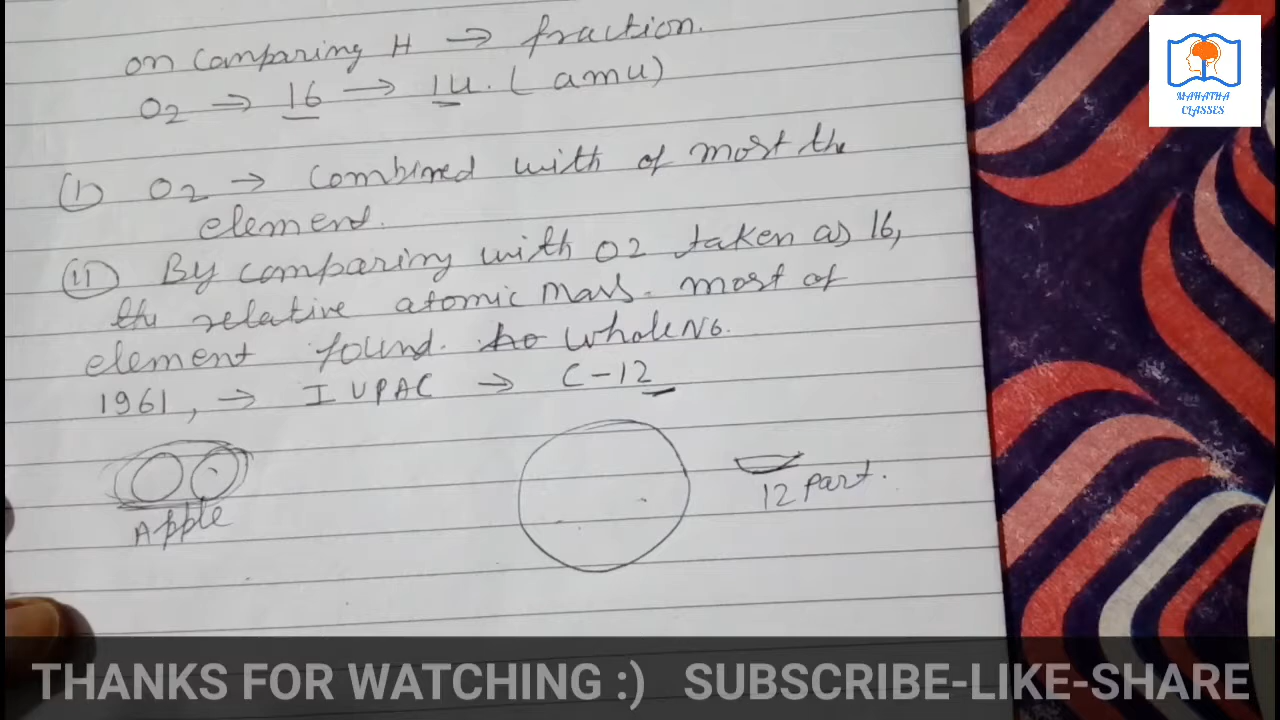 on comparing H → fraction.
O2 → 16 → 1u. (amu)
(I) O2 → combined with of most the
element.
(II) By comparing with O2 taken as 16,
the relative atomic mass. most of
element found. whole No.
1961, → IUPAC → C-12
Apple
12 part.
MAHATHA
CLASSES
THANKS FOR WATCHING :) SUBSCRIBE-LIKE-SHARE